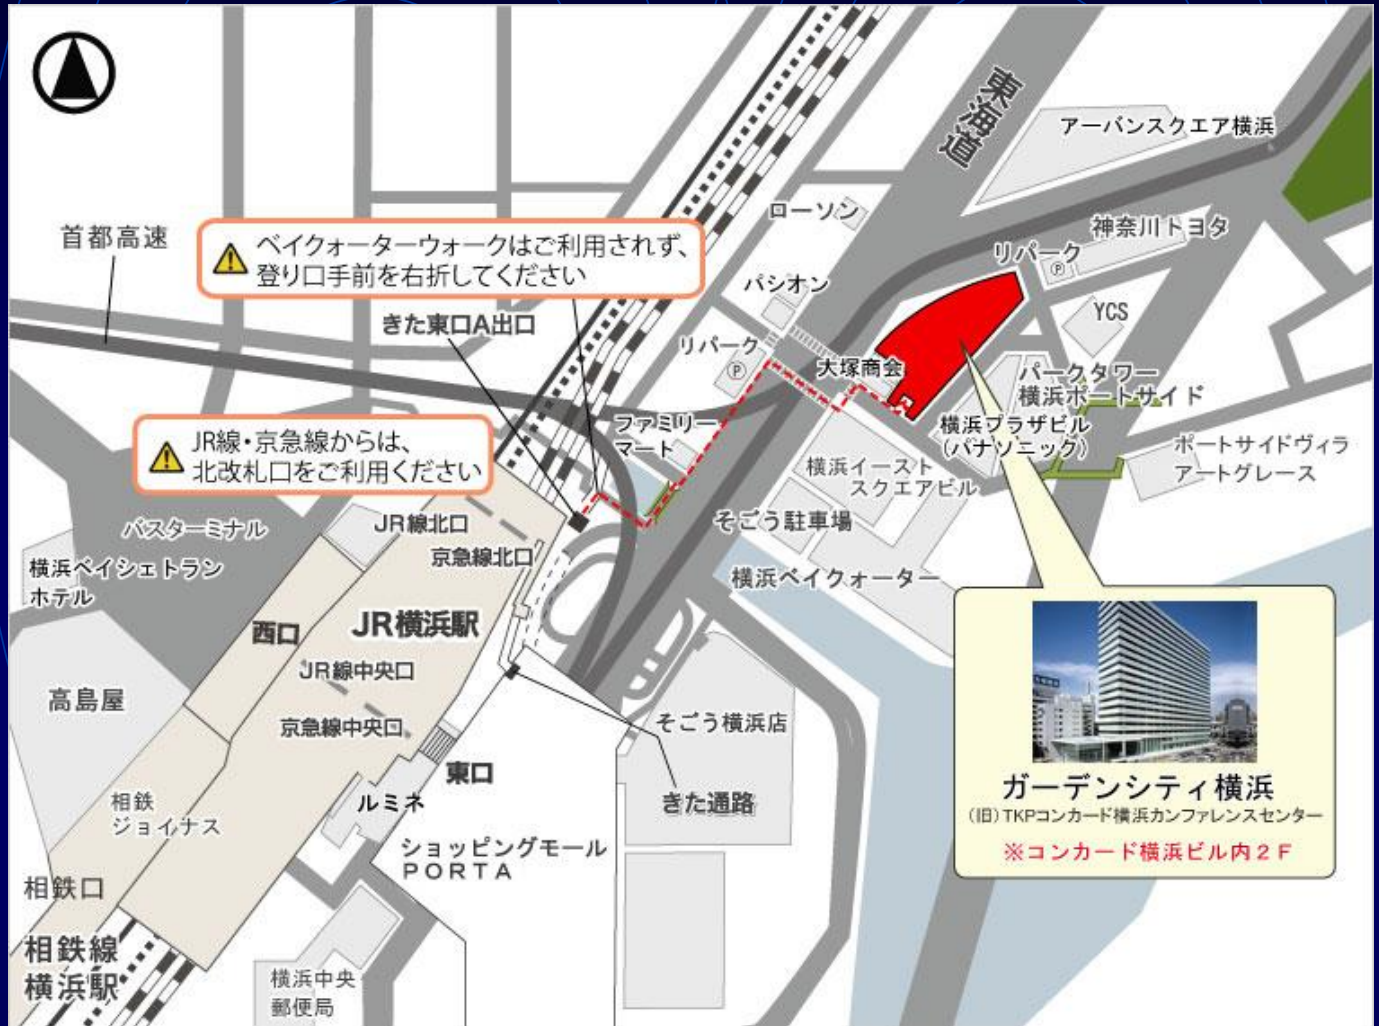 東海道
アーバンスクエア横浜
ローソン
神奈川トヨタ
首都高速
ベイクォーターウォークはご利用されず、
登り口手前を右折してください
リパーク
P
パシオン
YCS
きた東口A出口
リパーク
P
大塚商会
パークタワー
横浜ポートサイド
ファミリー
マート
横浜プラザビル
(パナソニック)
JR線・京急線からは、
北改札口をご利用ください
ポートサイドヴィラ
アートグレース
横浜イースト
スクエアビル
バスターミナル
JR線北口
そごう駐車場
京急線北口
横浜ベイシェトラン
ホテル
横浜ベイクォーター
西口
JR横浜駅
JR線中央口
高島屋
京急線中央口
そごう横浜店
東口
きた通路
ルミネ
相鉄
ジョイナス
ショッピングモール
PORTA
ガーデンシティ横浜
(旧)TKPコンカード横浜カンファレンスセンター
※コンカード横浜ビル内2F
相鉄口
相鉄線
横浜駅
横浜中央
郵便局